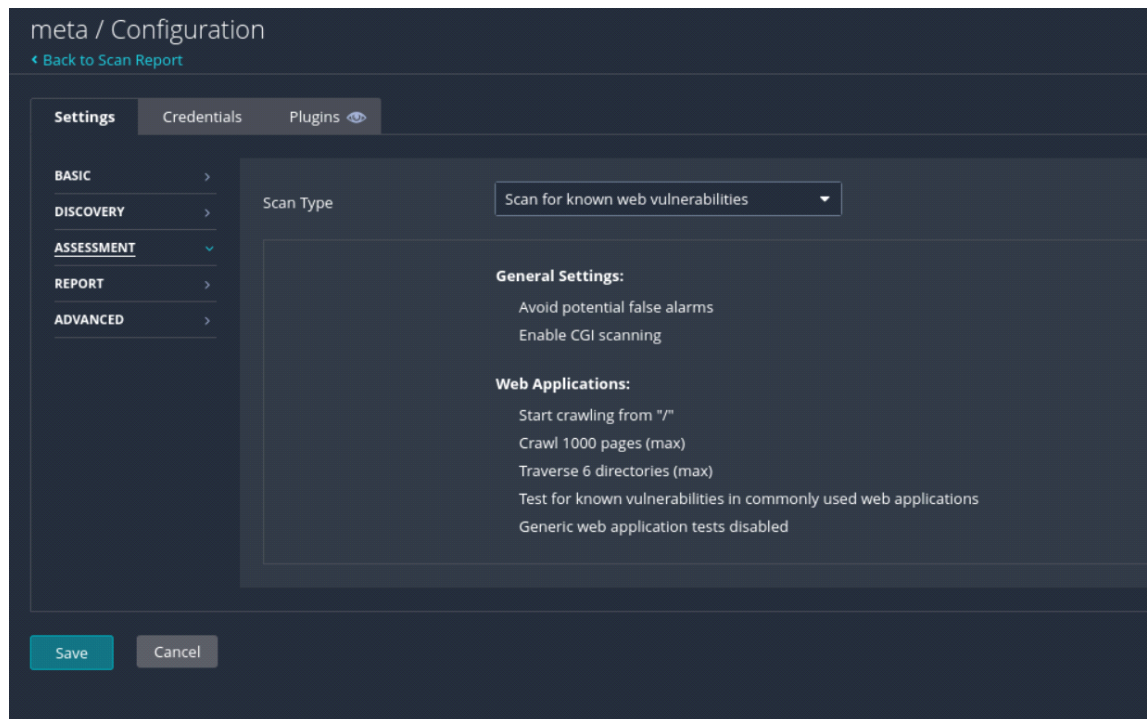 meta / Configuration
Back to Scan Report
Settings
Credentials
Plugins
BASIC
DISCOVERY
ASSESSMENT
REPORT
ADVANCED
Scan Type
Scan for known web vulnerabilities
General Settings:
Avoid potential false alarms
Enable CGI scanning
Web Applications:
Start crawling from "/"
Crawl 1000 pages (max)
Traverse 6 directories (max)
Test for known vulnerabilities in commonly used web applications
Generic web application tests disabled
Save
Cancel